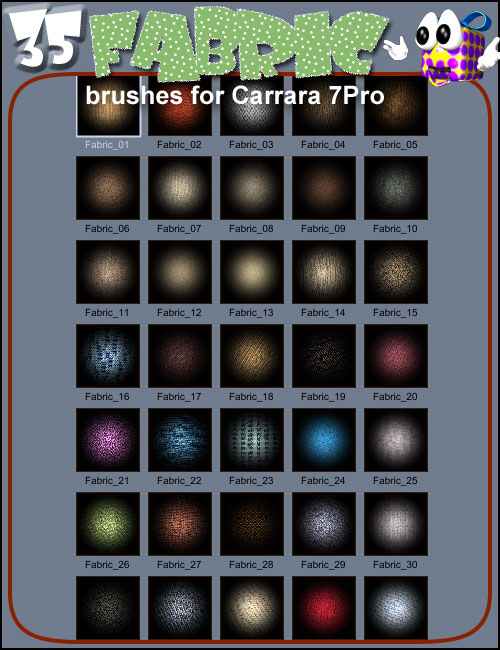 35 FABRIC
brushes for Carrara 7Pro
Fabric_01 Fabric_02 Fabric_03 Fabric_04 Fabric_05
Fabric_06 Fabric_07 Fabric_08 Fabric_09 Fabric_10
Fabric_11 Fabric_12 Fabric_13 Fabric_14 Fabric_15
Fabric_16 Fabric_17 Fabric_18 Fabric_19 Fabric_20
Fabric_21 Fabric_22 Fabric_23 Fabric_24 Fabric_25
Fabric_26 Fabric_27 Fabric_28 Fabric_29 Fabric_30